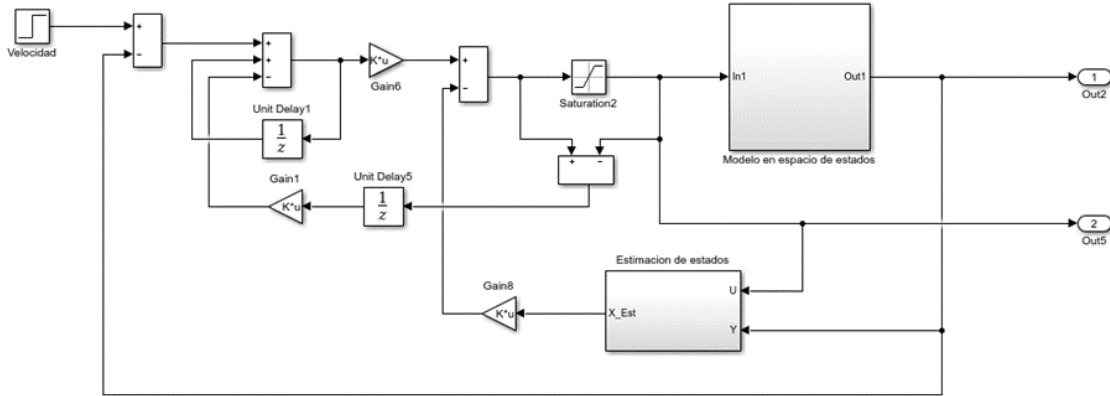 Velocidad
+
−
+
+
−
K*u
Gain6
+
−
Saturation2
In1
Out1
Modelo en espacio de estados
1
Out2
Unit Delay1
1
z
+
−
Gain1
K*u
Unit Delay5
1
z
2
Out5
Estimacion de estados
U
X_Est
Y
Gain8
K*u